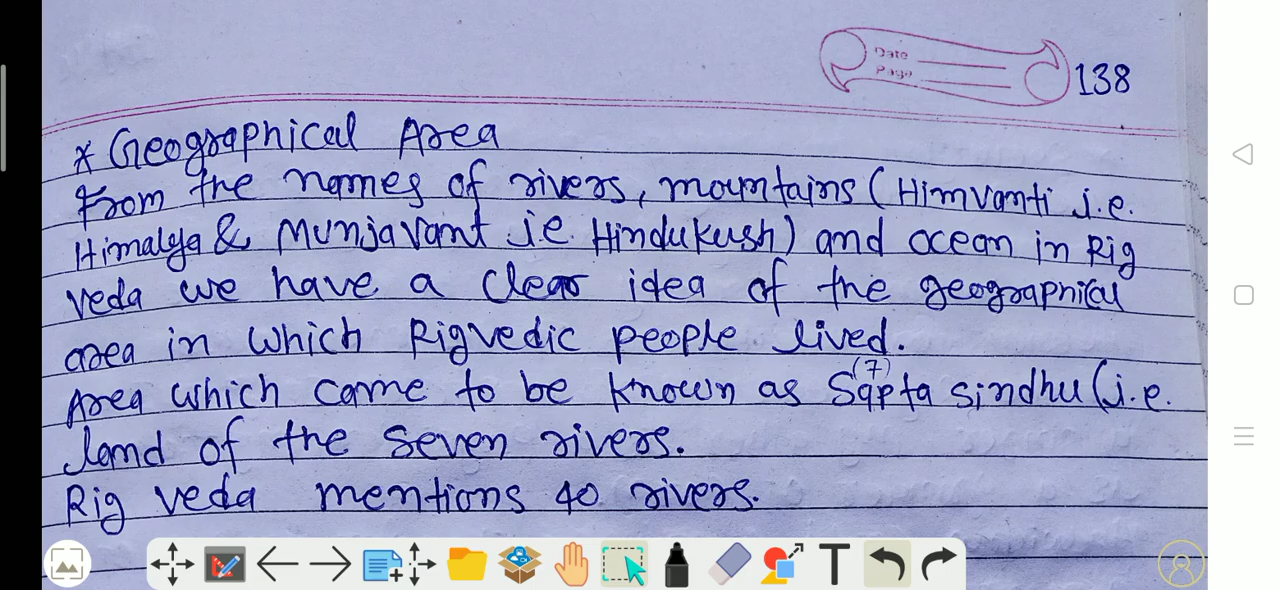 Date
Page
138
* Geographical Area
From the names of rivers, mountains (Himvanti i.e.
Himalya & Munjavant i.e. Hindukush) and ocean in Rig
Veda we have a clear idea of the geographical
area in which Rigvedic people lived.
(7)
Area which came to be known as Sapta sindhu (i.e.
land of the seven rivers.
Rig veda mentions 40 rivers.
T